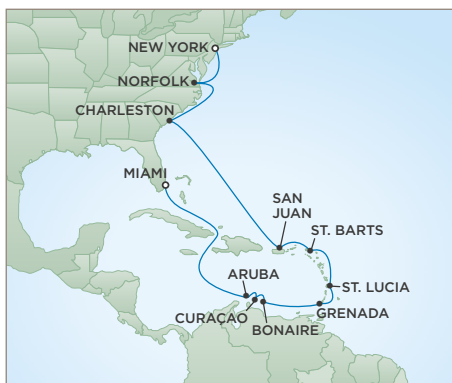 NEW YORK
NORFOLK
CHARLESTON
MIAMI
SAN
JUAN
ST. BARTS
ARUBA
ST. LUCIA
CURAÇAO
GRENADA
BONAIRE